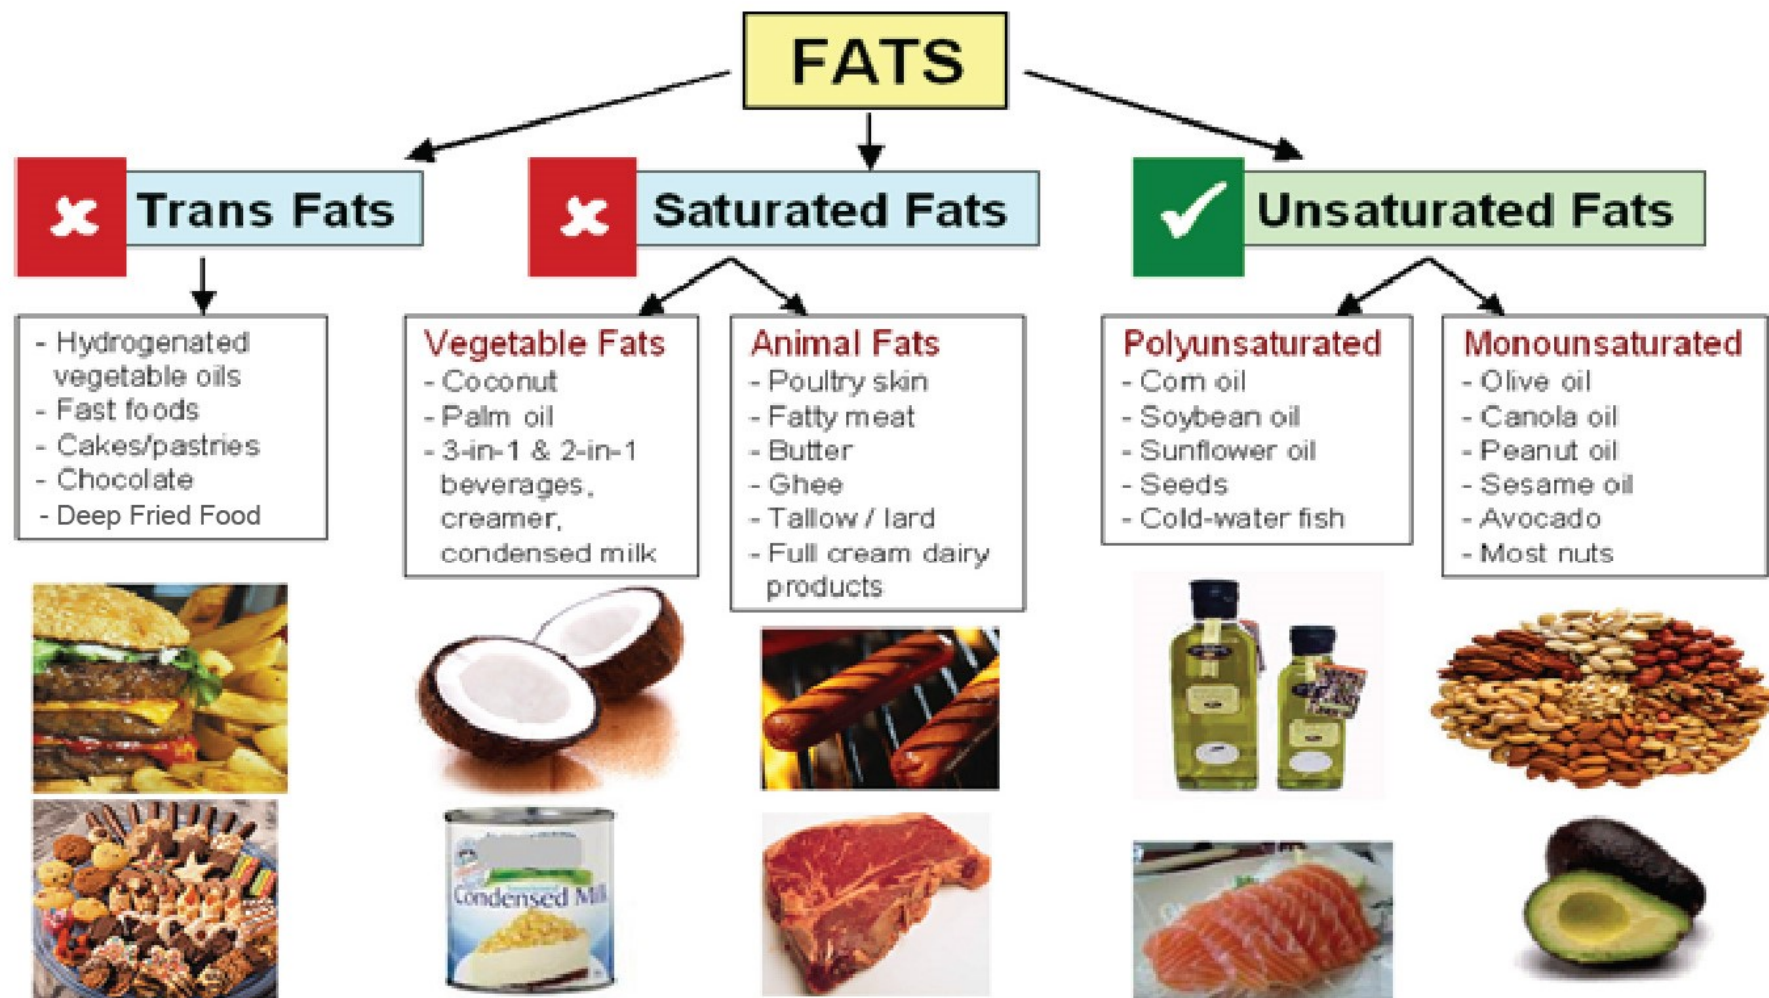 FATS
Trans Fats
Saturated Fats
Unsaturated Fats
- Hydrogenated
vegetable oils
- Fast foods
- Cakes/pastries
- Chocolate
- Deep Fried Food
Vegetable Fats
- Coconut
- Palm oil
- 3-in-1 & 2-in-1
beverages,
creamer,
condensed milk
Animal Fats
- Poultry skin
- Fatty meat
- Butter
- Ghee
- Tallow / lard
- Full cream dairy
products
Polyunsaturated
- Corn oil
- Soybean oil
- Sunflower oil
- Seeds
- Cold-water fish
Monounsaturated
- Olive oil
- Canola oil
- Peanut oil
- Sesame oil
- Avocado
- Most nuts
Condensed Milk